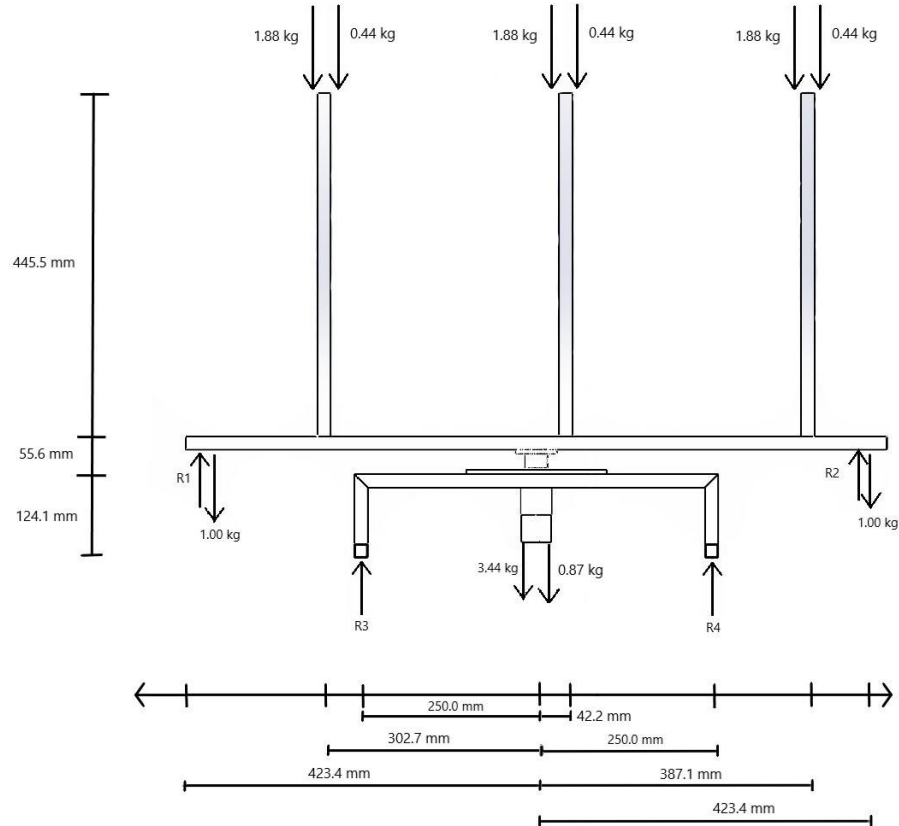 1.88 kg
0.44 kg
1.88 kg
0.44 kg
1.88 kg
0.44 kg
445.5 mm
55.6 mm
R1
R2
124.1 mm
1.00 kg
1.00 kg
3.44 kg
0.87 kg
R3
R4
250.0 mm
42.2 mm
302.7 mm
250.0 mm
423.4 mm
387.1 mm
423.4 mm